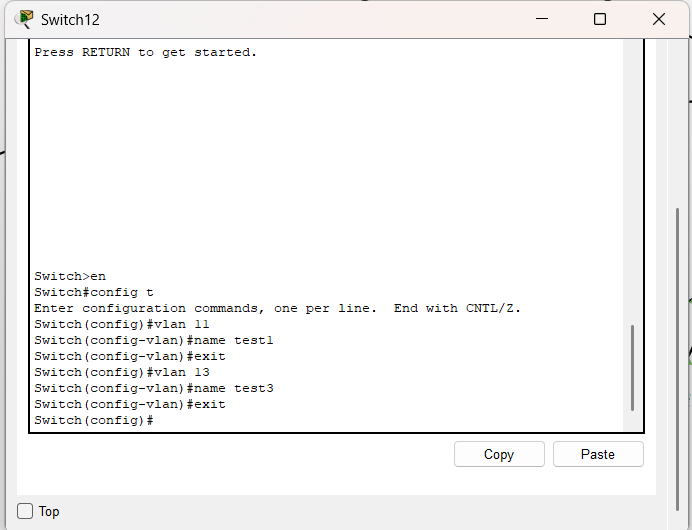 Switch12
Press RETURN to get started.
Switch>en
Switch#config t
Enter configuration commands, one per line.  End with CNTL/Z.
Switch(config)#vlan 11
Switch(config-vlan)#name test1
Switch(config-vlan)#exit
Switch(config)#vlan 13
Switch(config-vlan)#name test3
Switch(config-vlan)#exit
Switch(config)#
Copy Paste
Top